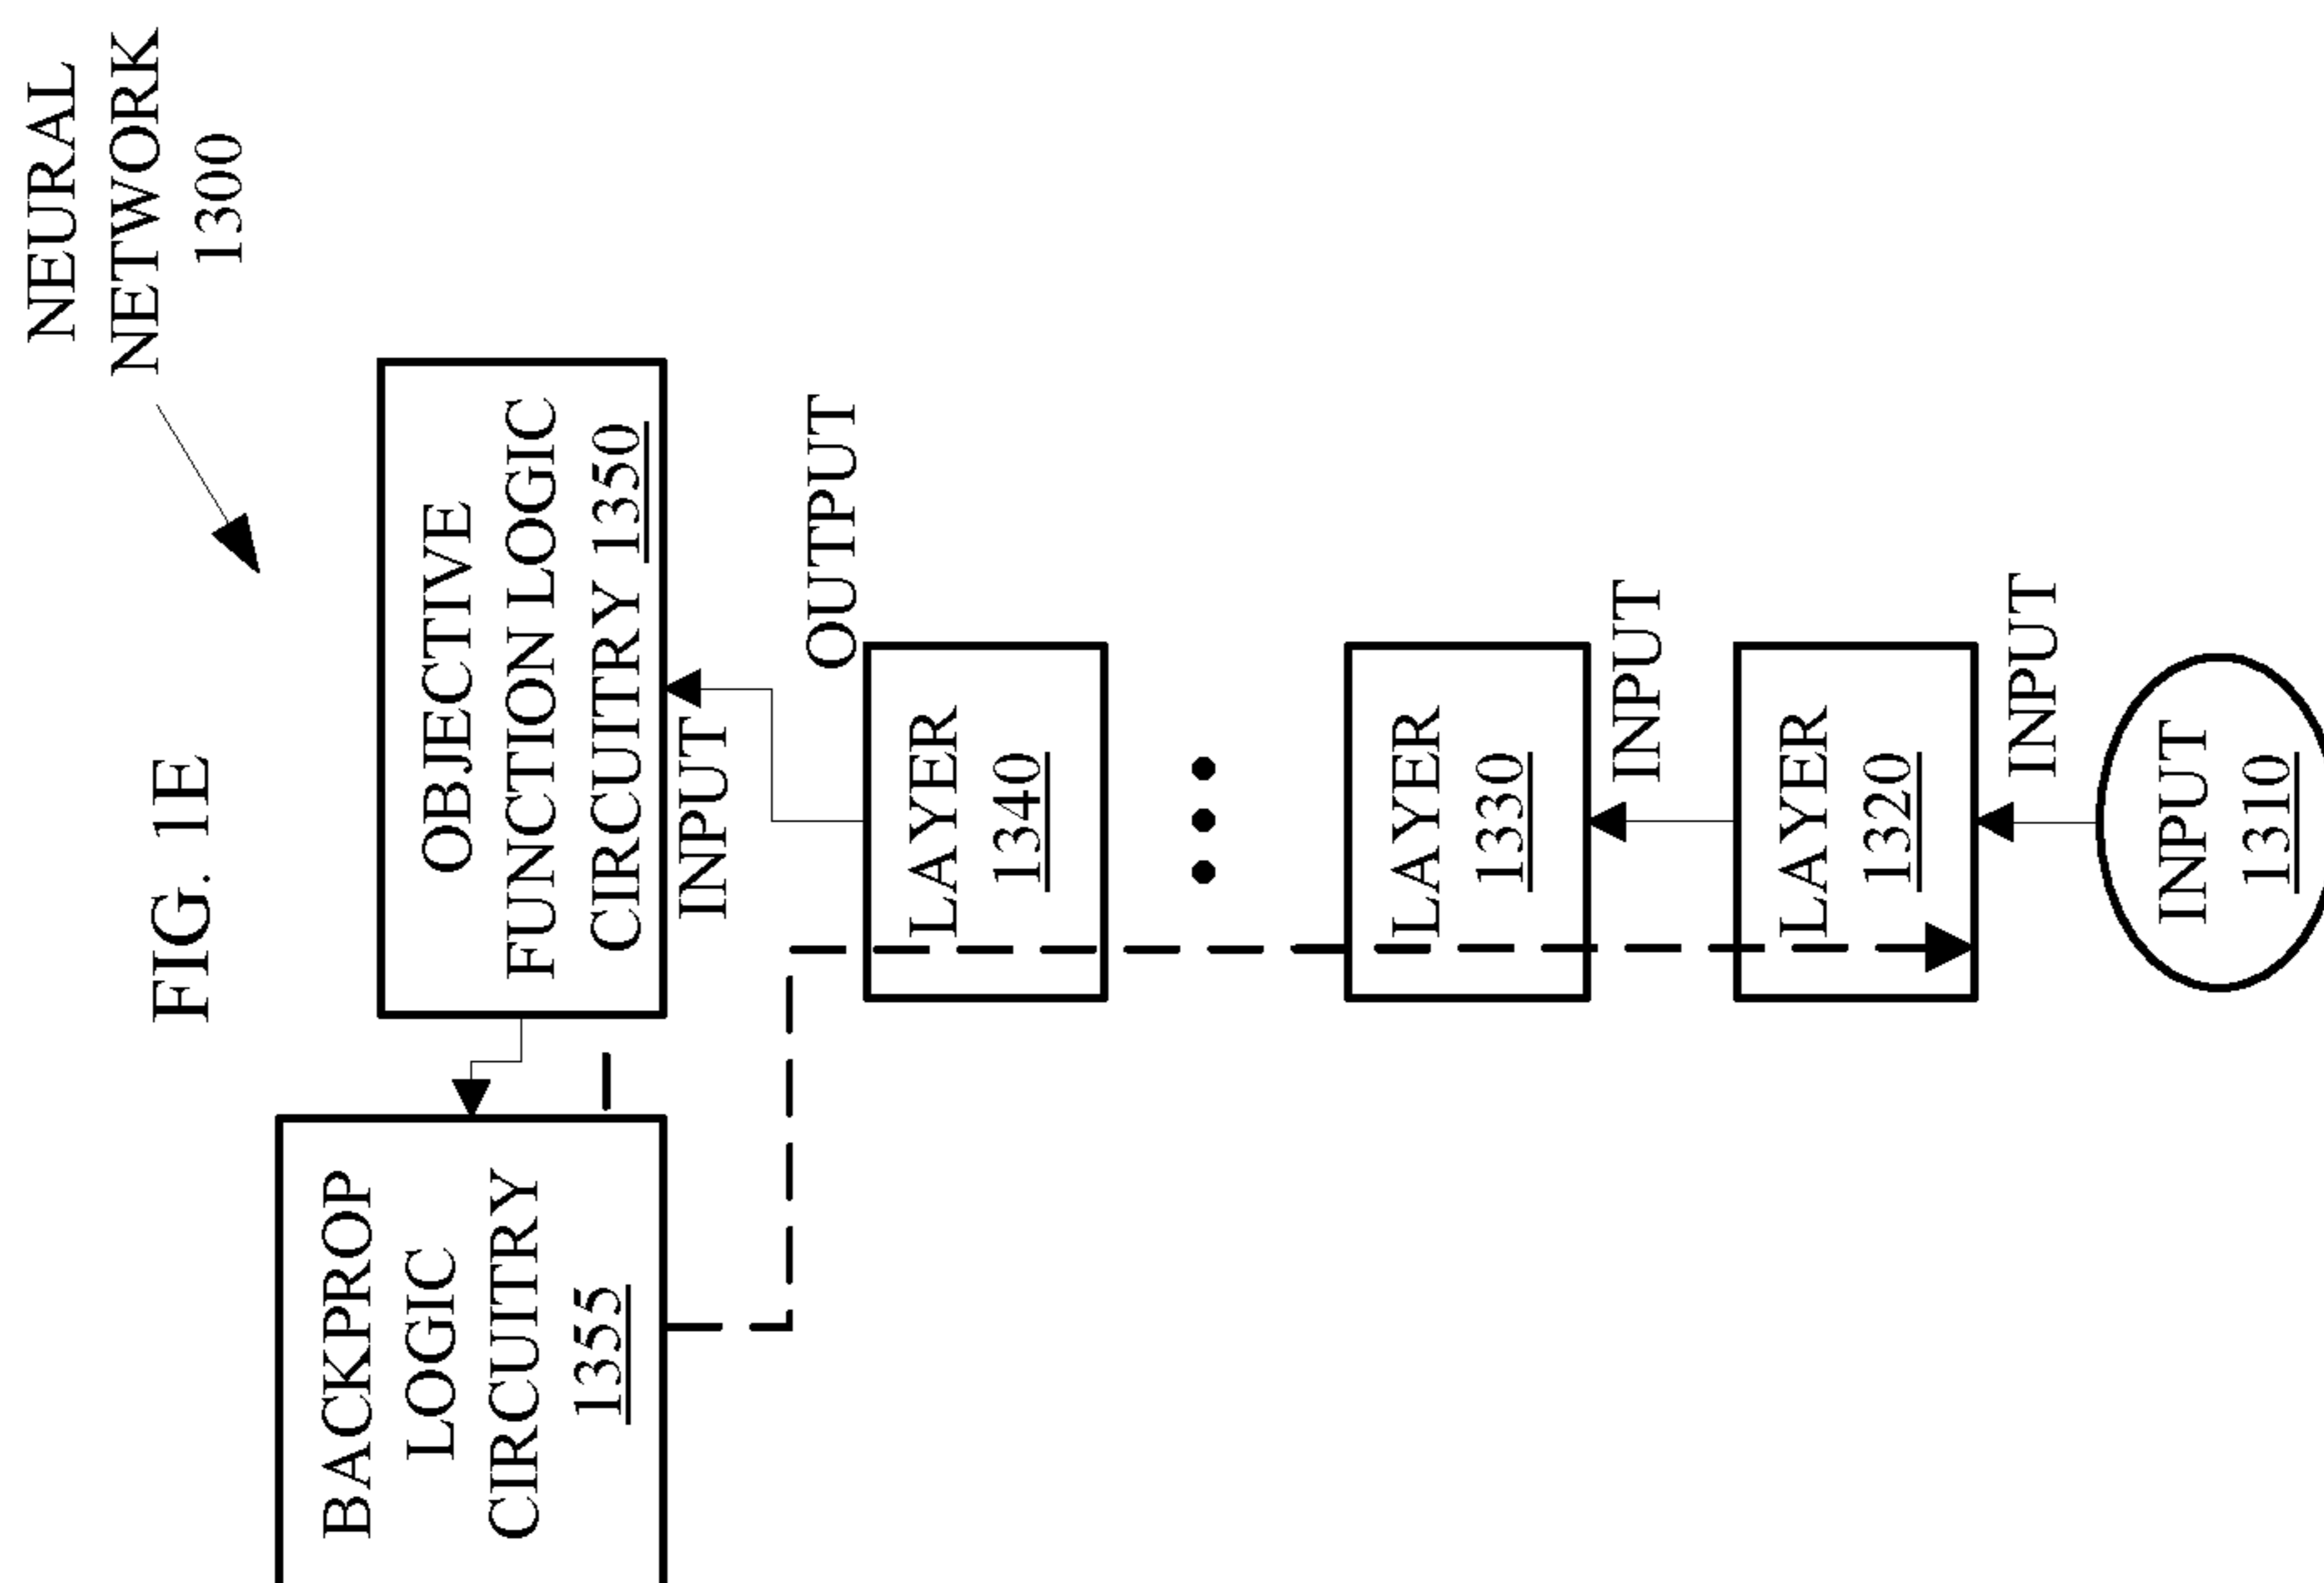 FIG. 1E
NEURAL
NETWORK
1300
INPUT
1310
INPUT
LAYER
1320
INPUT
LAYER
1330
LAYER
1340
OUTPUT
INPUT
OBJECTIVE
FUNCTION LOGIC
CIRCUITRY 1350
BACKPROP
LOGIC
CIRCUITRY
1355